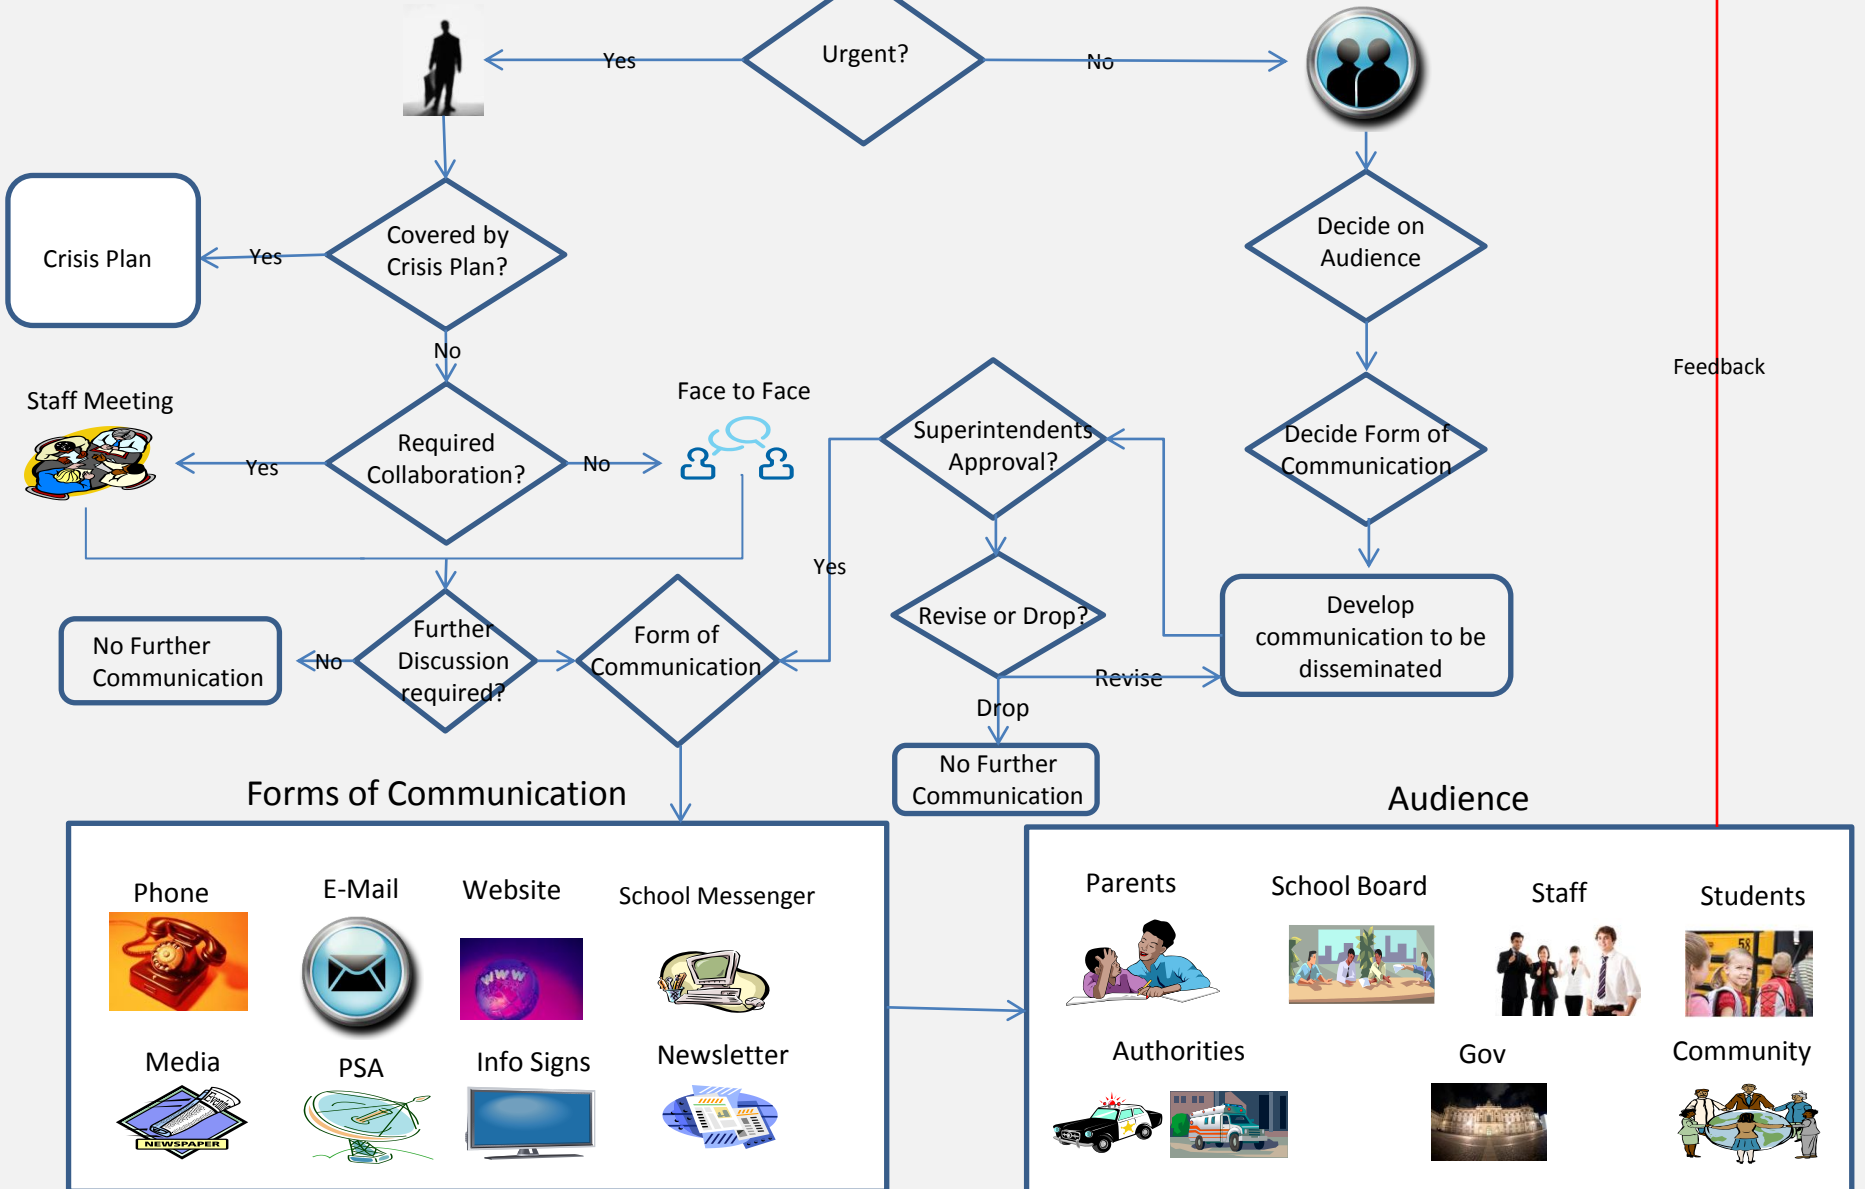 Urgent?
Yes
No
Covered by
Crisis Plan?
Yes
Crisis Plan
Decide on
Audience
No
Feedback
Staff Meeting
Face to Face
Required
Collaboration?
Yes
No
Superintendents
Approval?
Decide Form of
Communication
Yes
Further
Discussion
required?
No
No Further
Communication
Form of
Communication
Revise or Drop?
Develop
communication to be
disseminated
Revise
Drop
No Further
Communication
Forms of Communication
Audience
Phone
E-Mail
Website
School Messenger
www
Media
PSA
Info Signs
Newsletter
Evening
NEWSPAPER
Parents
School Board
Staff
Students
58
Authorities
Gov
Community